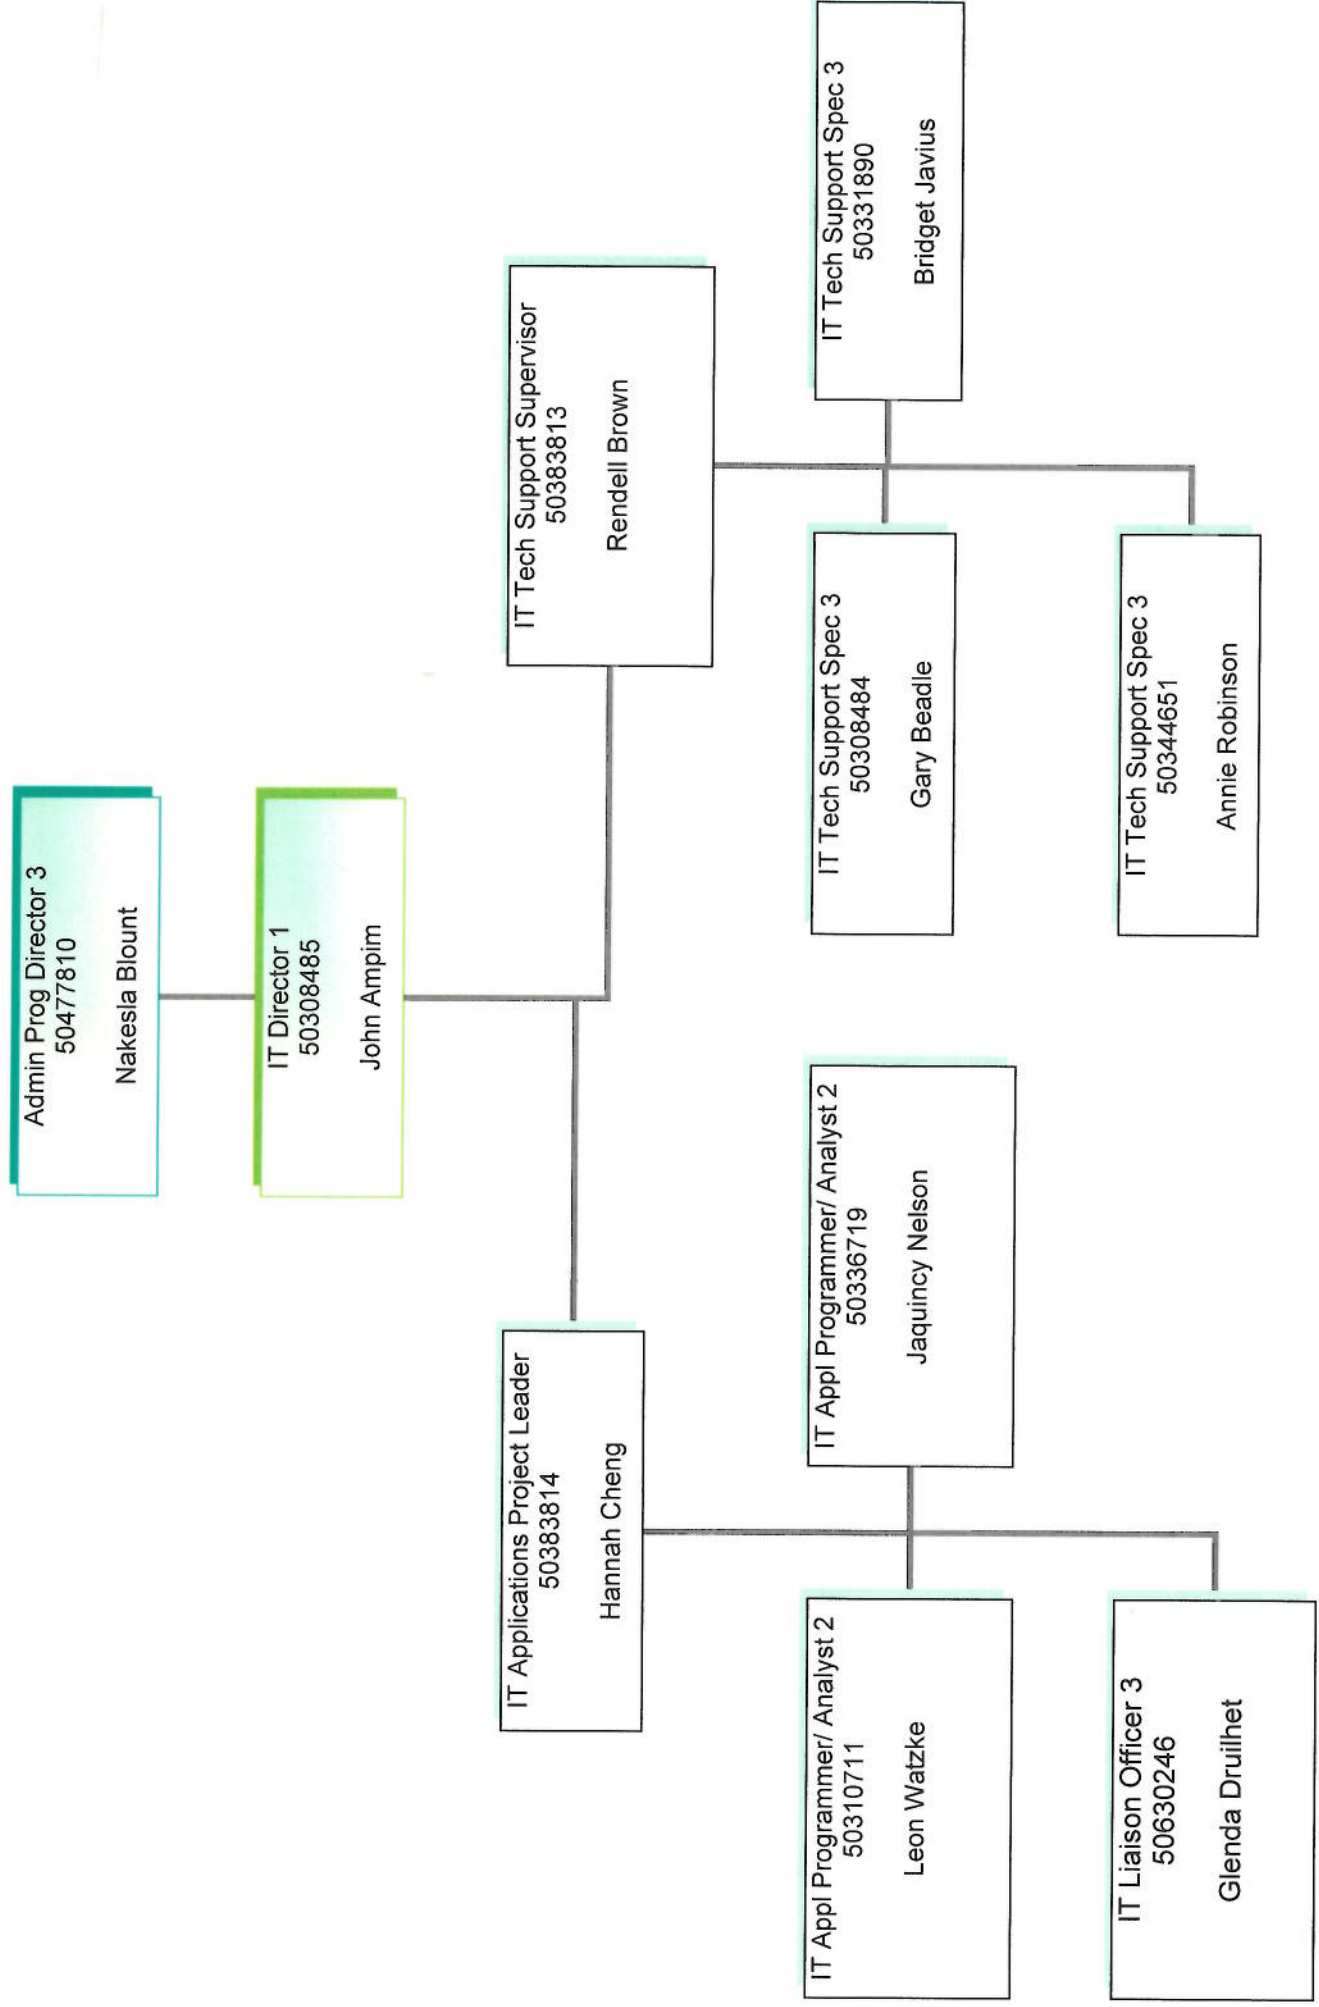 Admin Prog Director 3
50477810
Nakesla Blount
IT Director 1
50308485
John Ampim
IT Applications Project Leader
50383814
Hannah Cheng
IT Tech Support Supervisor
50383813
Rendell Brown
IT Appl Programmer/ Analyst 2
50310711
Leon Watzke
IT Appl Programmer/ Analyst 2
50336719
Jaquincy Nelson
IT Tech Support Spec 3
50308484
Gary Beadle
IT Tech Support Spec 3
50331890
Bridget Javius
IT Liaison Officer 3
50630246
Glenda Druilhet
IT Tech Support Spec 3
50344651
Annie Robinson